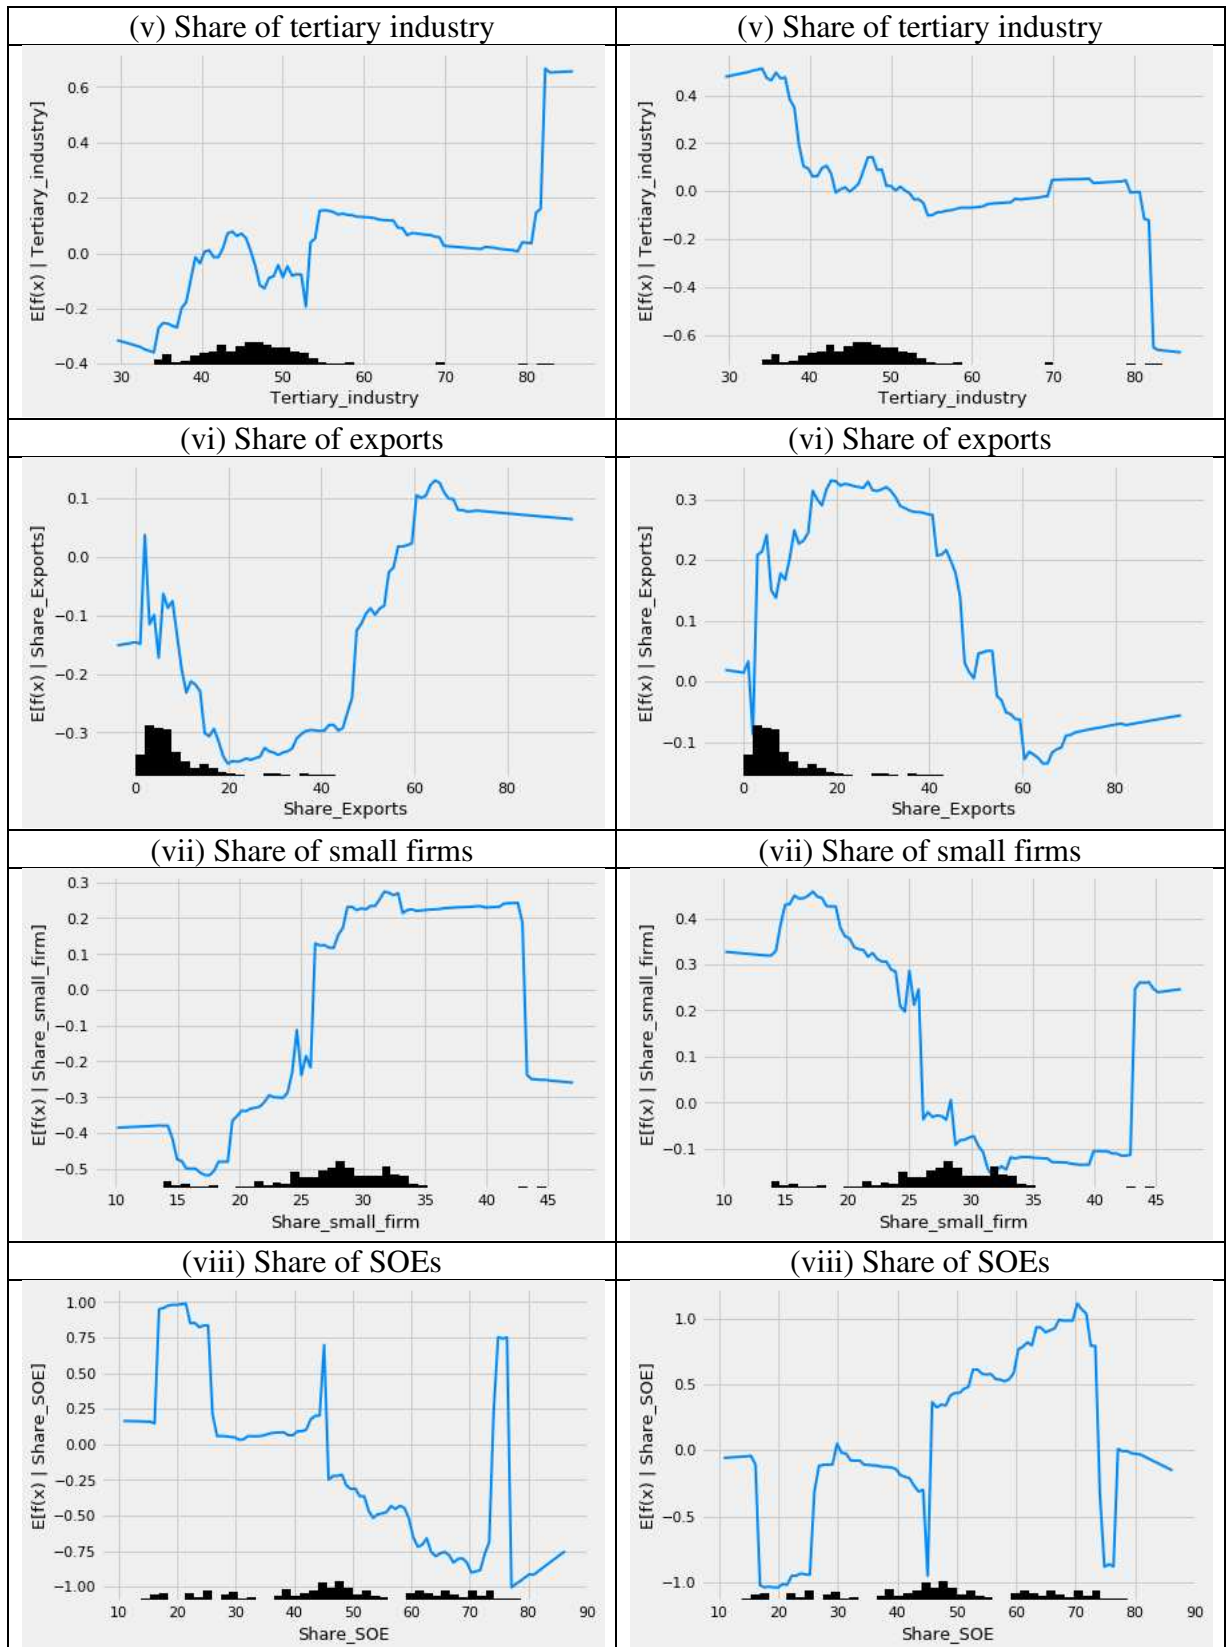 (v) Share of tertiary industry
(v) Share of tertiary industry
E[f(x) | Tertiary_industry]
0.6
0.4
0.2
0.0
−0.2
−0.4
30 40 50 60 70 80
Tertiary_industry
E[f(x) | Tertiary_industry]
0.4
0.2
0.0
−0.2
−0.4
−0.6
30 40 50 60 70 80
Tertiary_industry
(vi) Share of exports
(vi) Share of exports
E[f(x) | Share_Exports]
0.1
0.0
−0.1
−0.2
−0.3
0 20 40 60 80
Share_Exports
E[f(x) | Share_Exports]
0.3
0.2
0.1
0.0
−0.1
0 20 40 60 80
Share_Exports
(vii) Share of small firms
(vii) Share of small firms
E[f(x) | Share_small_firm]
0.3
0.2
0.1
0.0
−0.1
−0.2
−0.3
−0.4
−0.5
10 15 20 25 30 35 40 45
Share_small_firm
E[f(x) | Share_small_firm]
0.4
0.3
0.2
0.1
0.0
−0.1
10 15 20 25 30 35 40 45
Share_small_firm
(viii) Share of SOEs
(viii) Share of SOEs
E[f(x) | Share_SOE]
1.00
0.75
0.50
0.25
0.00
−0.25
−0.50
−0.75
−1.00
10 20 30 40 50 60 70 80 90
Share_SOE
E[f(x) | Share_SOE]
1.0
0.5
0.0
−0.5
−1.0
10 20 30 40 50 60 70 80 90
Share_SOE